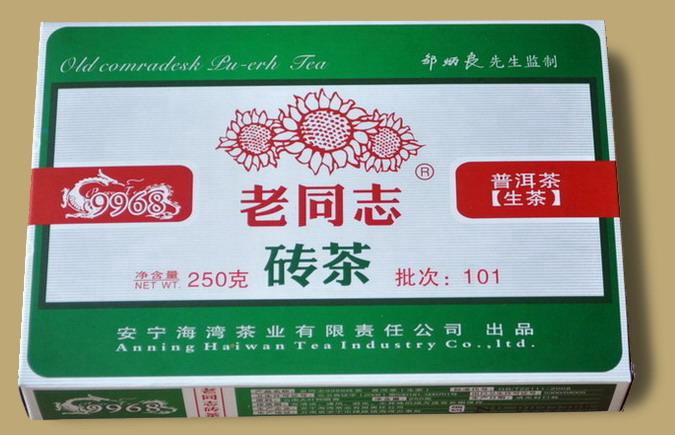 Old comradesk Pu-erh Tea
邹炳良先生监制
®
9968
老同志
普洱茶
【生茶】
砖茶
净含量
NET WT. 250克
批次：101
安宁海湾茶业有限责任公司 出品
Anning Haiwan Tea Industry Co.,ltd.
9968
老同志
砖茶